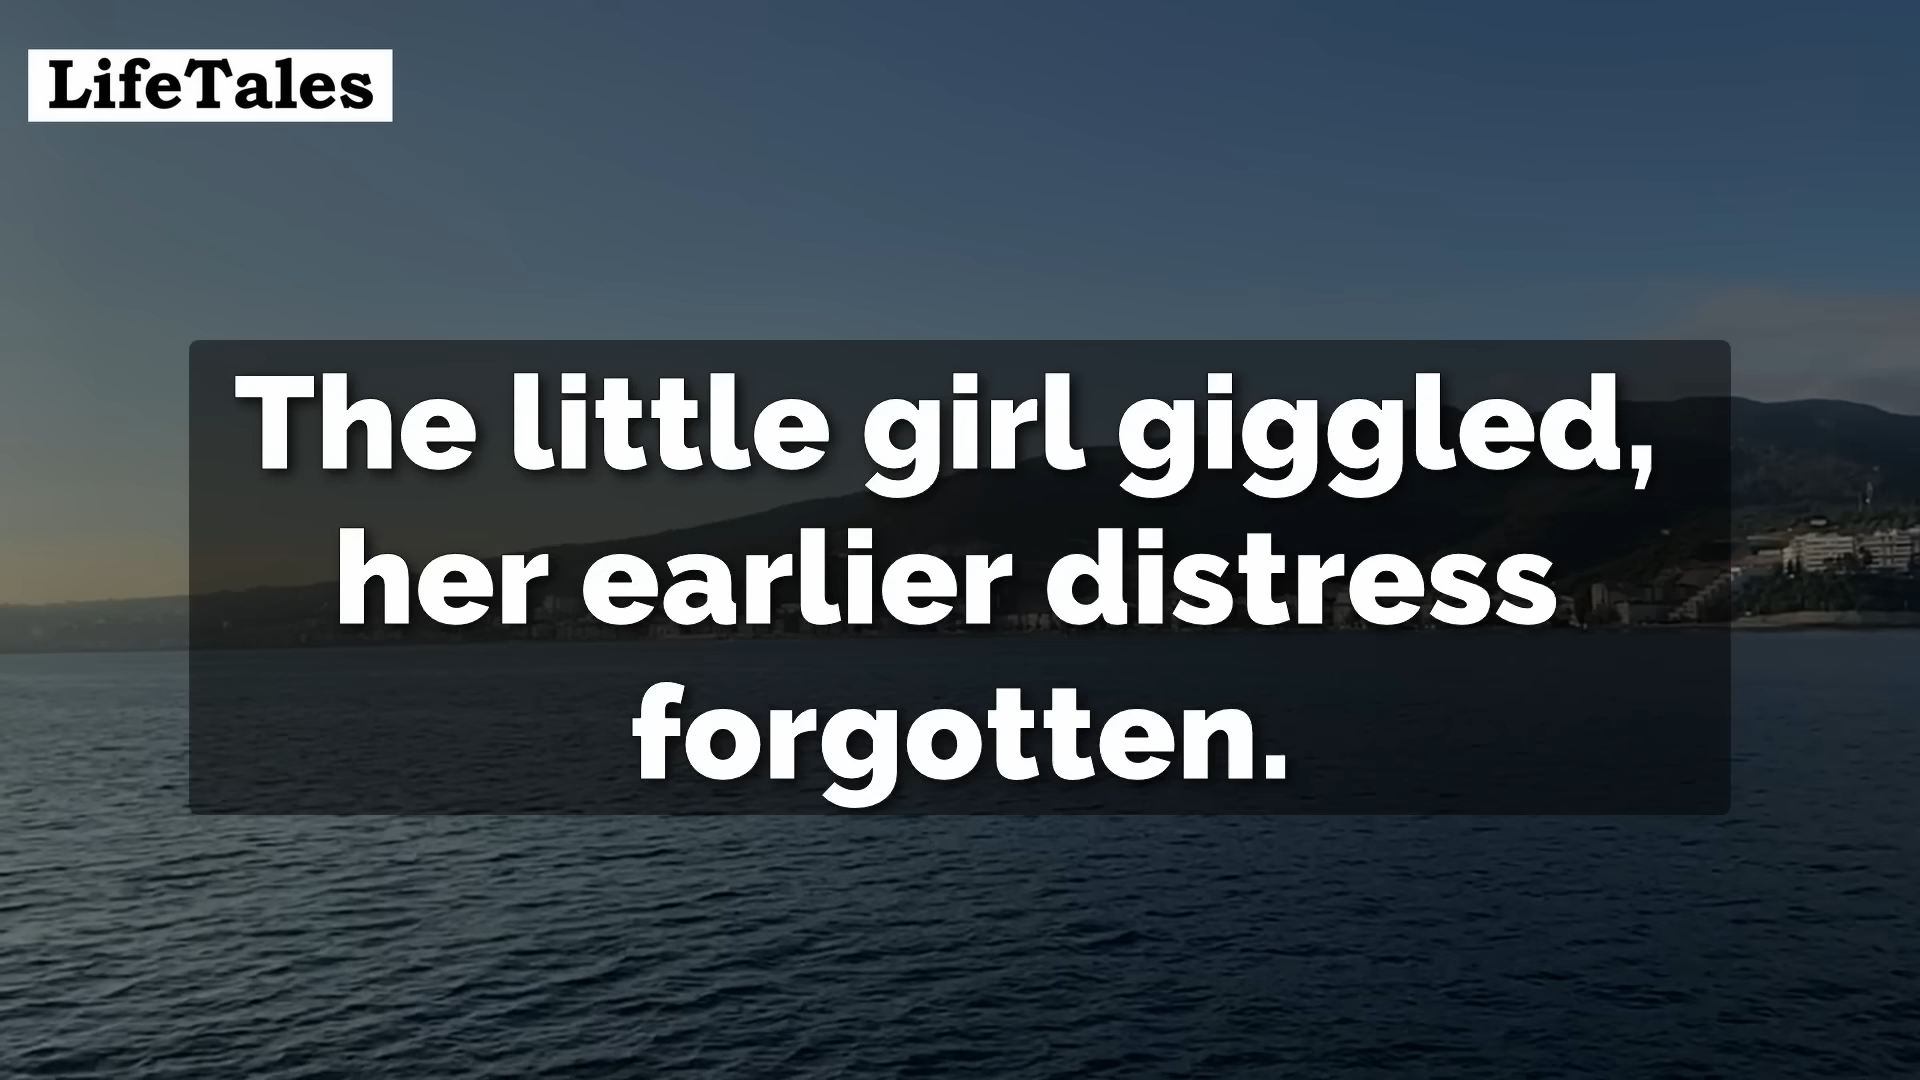 LifeTales
The little girl giggled,
her earlier distress
forgotten.